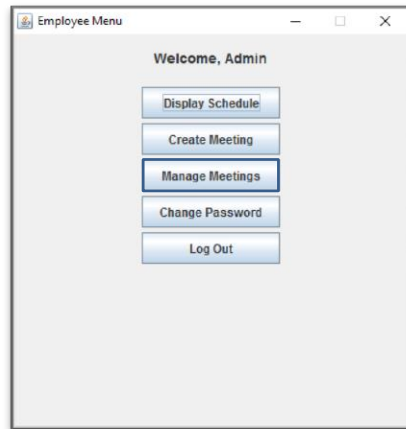 Employee Menu
Welcome, Admin
Display Schedule
Create Meeting
Manage Meetings
Change Password
Log Out